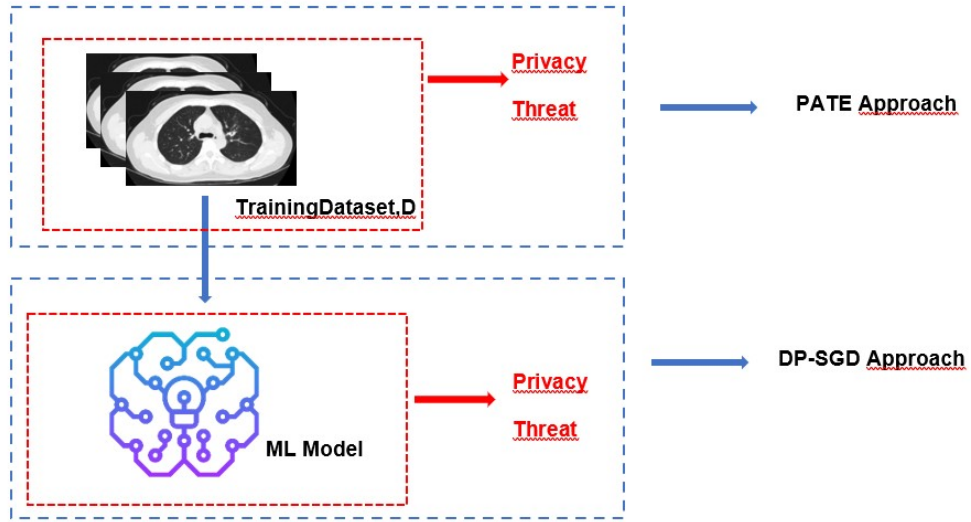 Privacy
Threat
PATE Approach
TrainingDataset,D
Privacy
Threat
DP-SGD Approach
ML Model